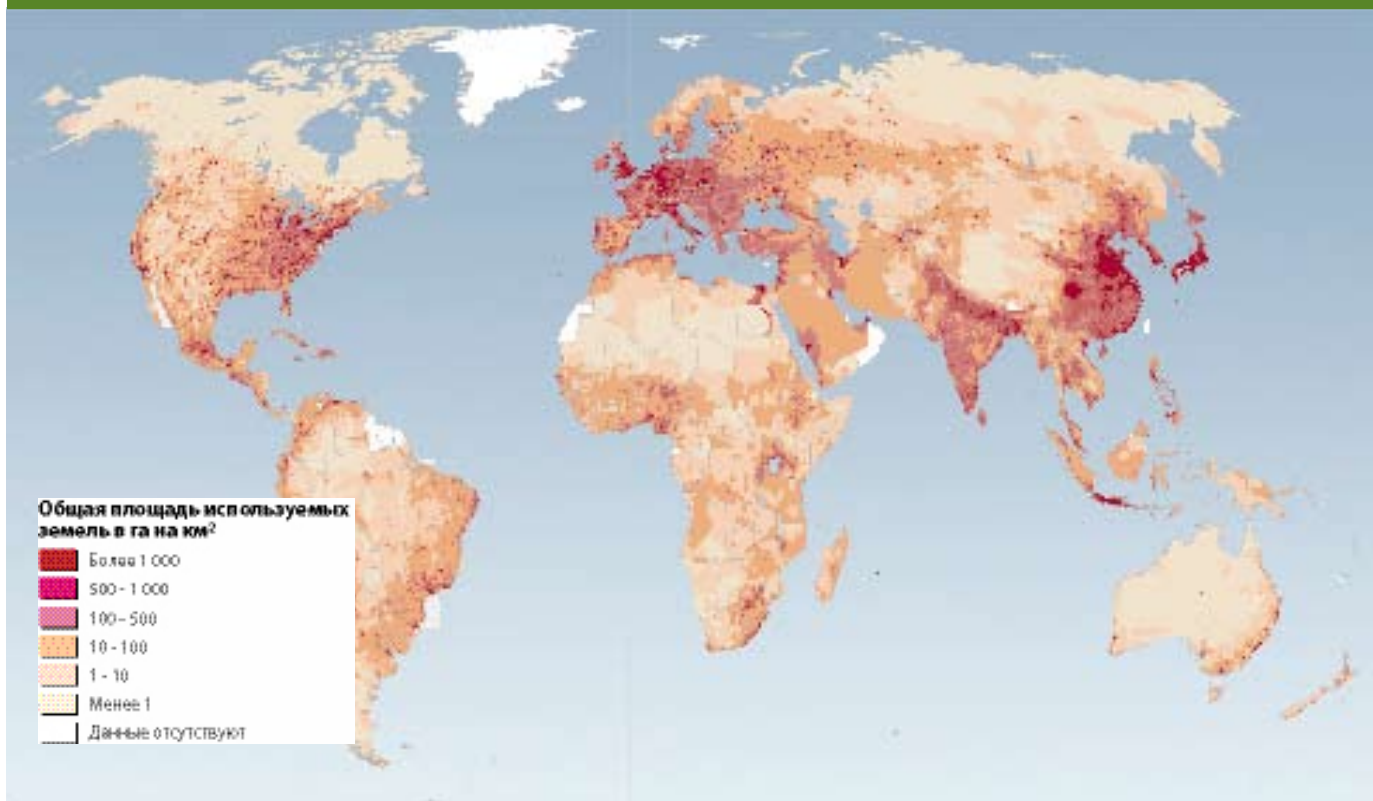 Общая площадь используемых
земель в га на км²
Более 1 000
500 - 1 000
100 - 500
10 - 100
1 - 10
Менее 1
Данные отсутствуют